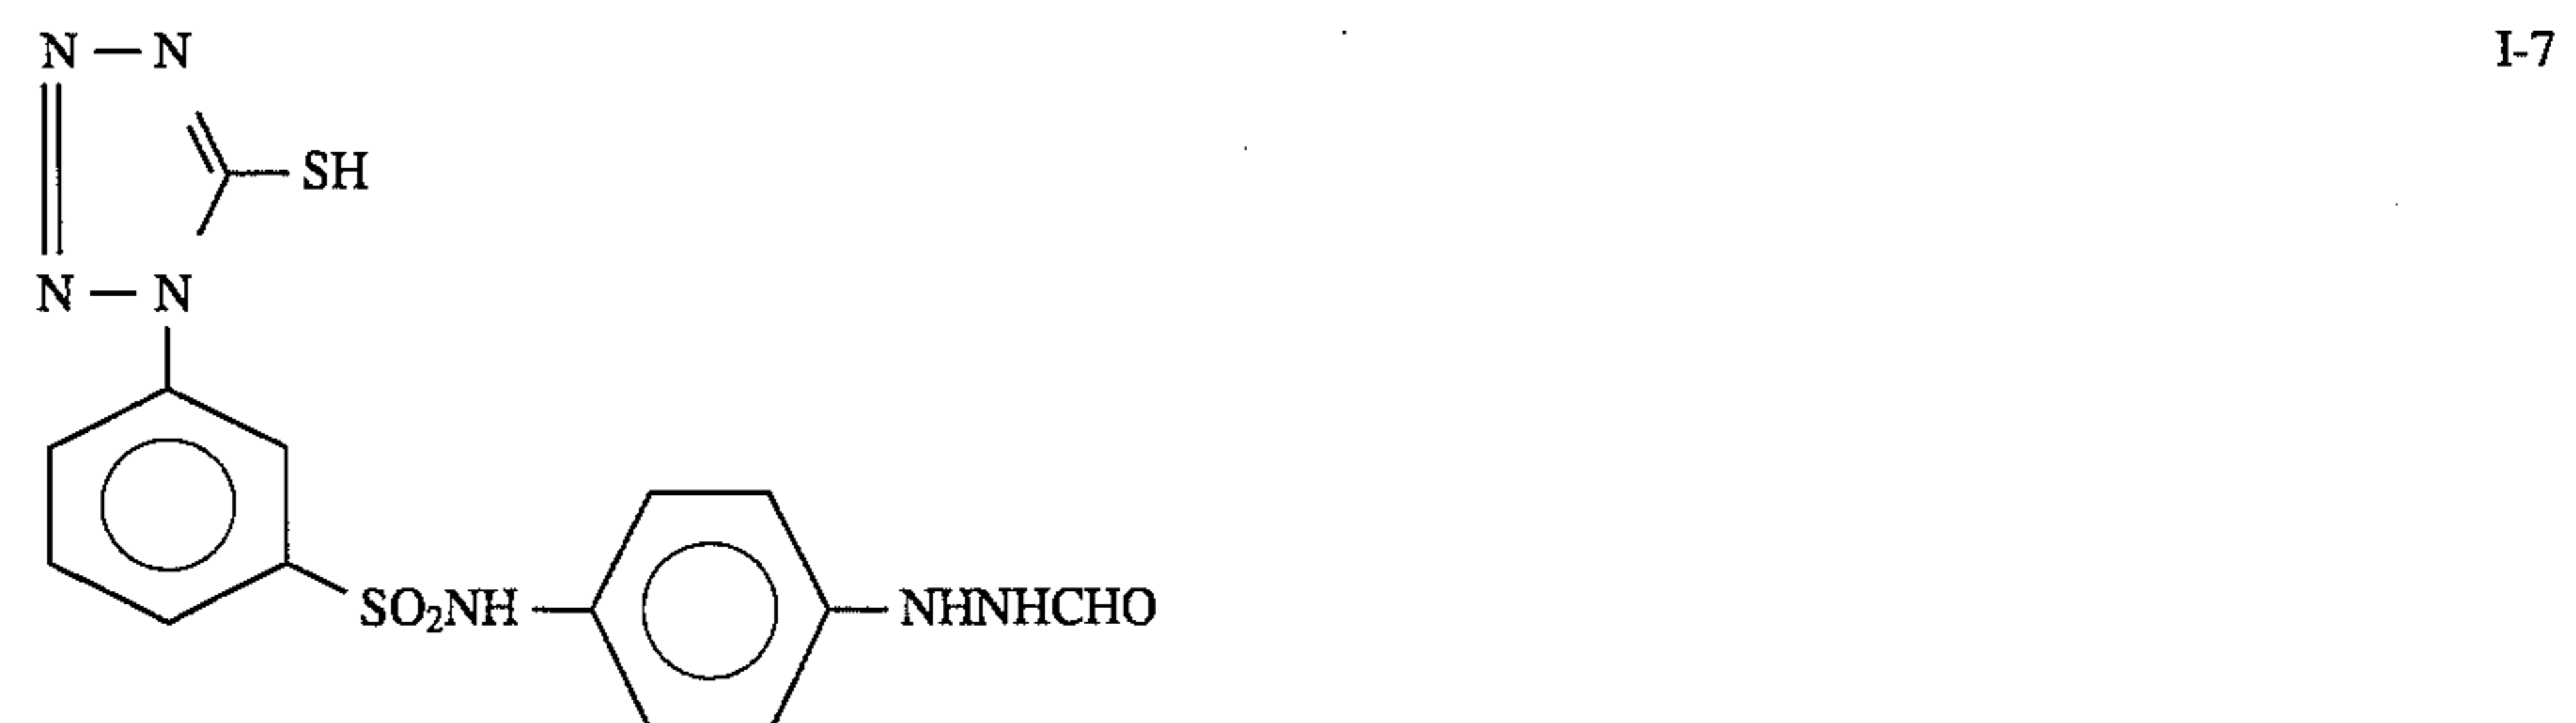 N — N I-7
SH
N — N
SO₂NH NHNHCHO